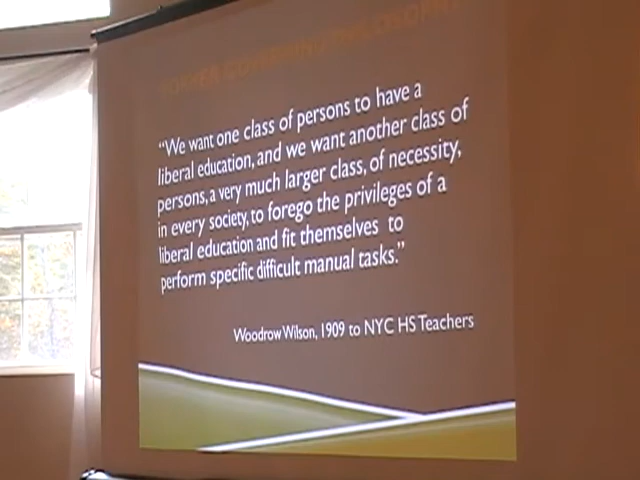 "We want one class of persons to have a
liberal education, and we want another class of
persons, a very much larger class, of necessity,
in every society, to forego the privileges of a
liberal education and fit themselves to
perform specific difficult manual tasks."
Woodrow Wilson, 1909 to NYC HS Teachers